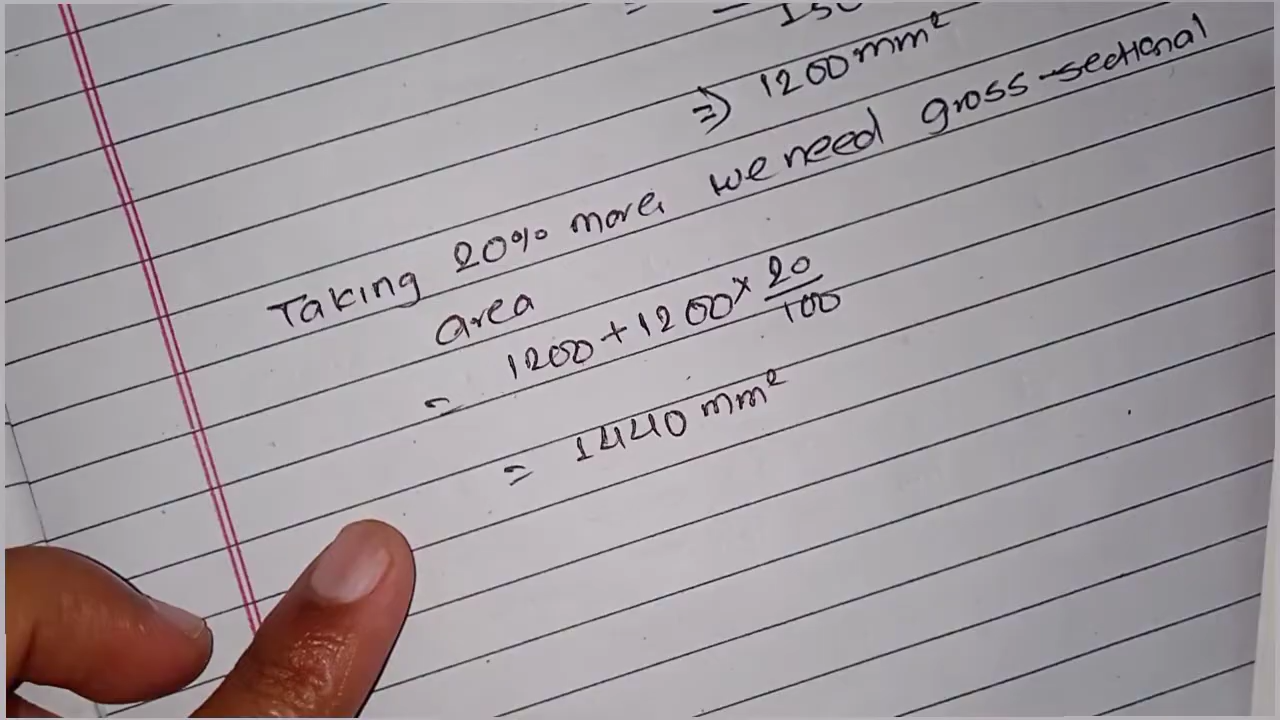 =
⇒ 1200 mm²
Taking 20% more, we need gross-sectional
area
= 1200 + 1200 × 20/100
= 1440 mm²